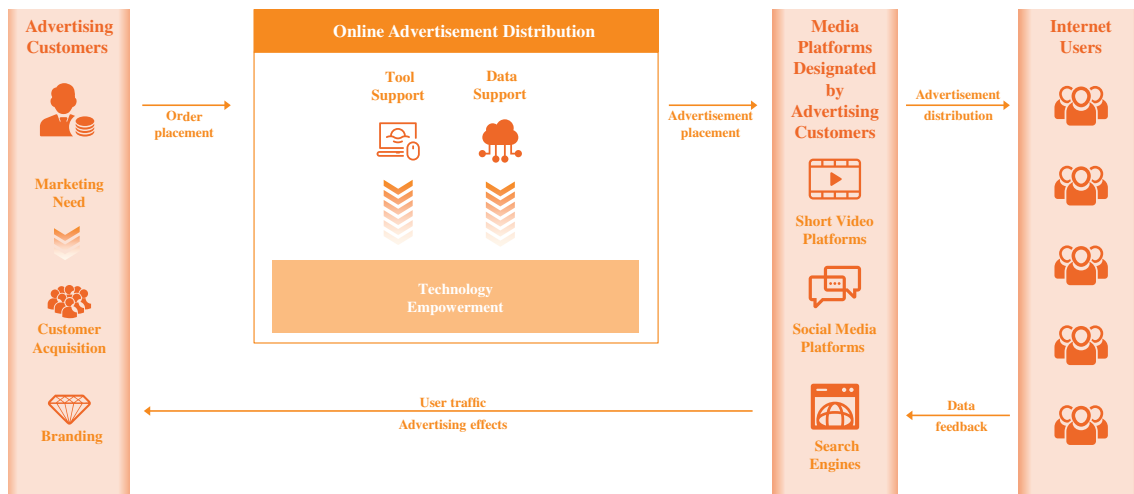 Advertising
Customers
Marketing
Need
Customer
Acquisition
Branding
Order
placement
Online Advertisement Distribution
Tool
Support
Data
Support
Technology
Empowerment
Advertisement
placement
Media
Platforms
Designated
by
Advertising
Customers
Short Video
Platforms
Social Media
Platforms
Search
Engines
Advertisement
distribution
Internet
Users
Data
feedback
User traffic
Advertising effects